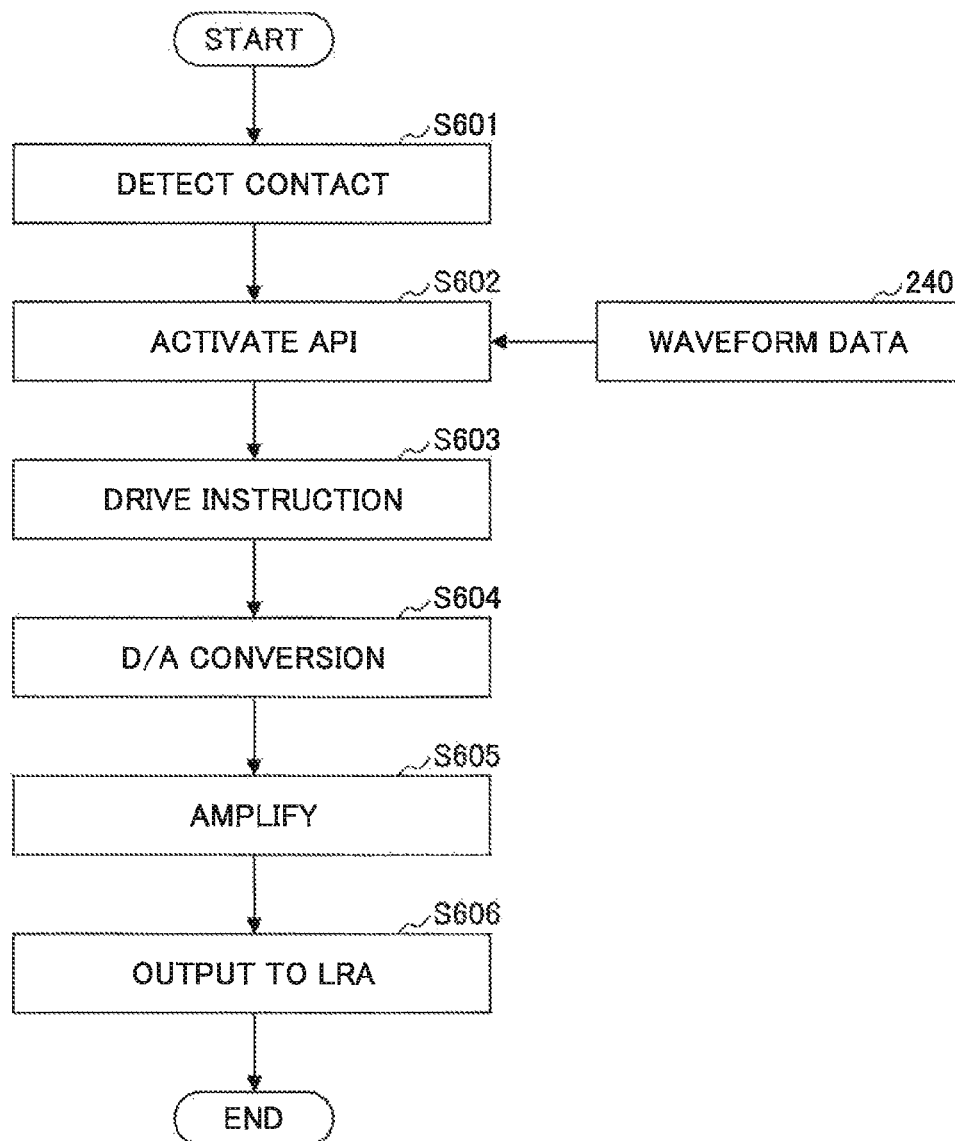 START
S601
DETECT CONTACT
S602
ACTIVATE API
240
WAVEFORM DATA
S603
DRIVE INSTRUCTION
S604
D/A CONVERSION
S605
AMPLIFY
S606
OUTPUT TO LRA
END